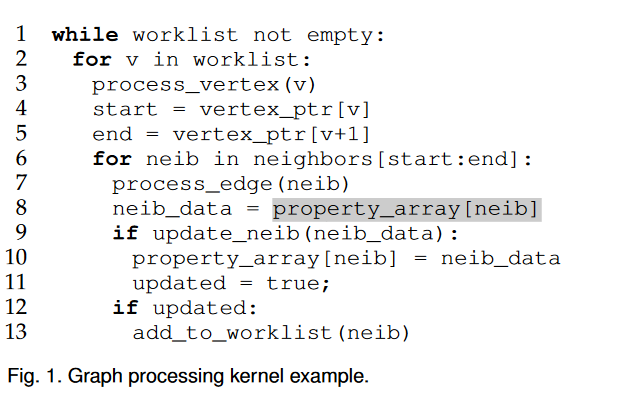 1 while worklist not empty:
2 for v in worklist:
3 process_vertex(v)
4 start = vertex_ptr[v]
5 end = vertex_ptr[v+1]
6 for neib in neighbors[start:end]:
7 process_edge(neib)
8 neib_data = property_array[neib]
9 if update_neib(neib_data):
10 property_array[neib] = neib_data
11 updated = true;
12 if updated:
13 add_to_worklist(neib)
Fig. 1. Graph processing kernel example.